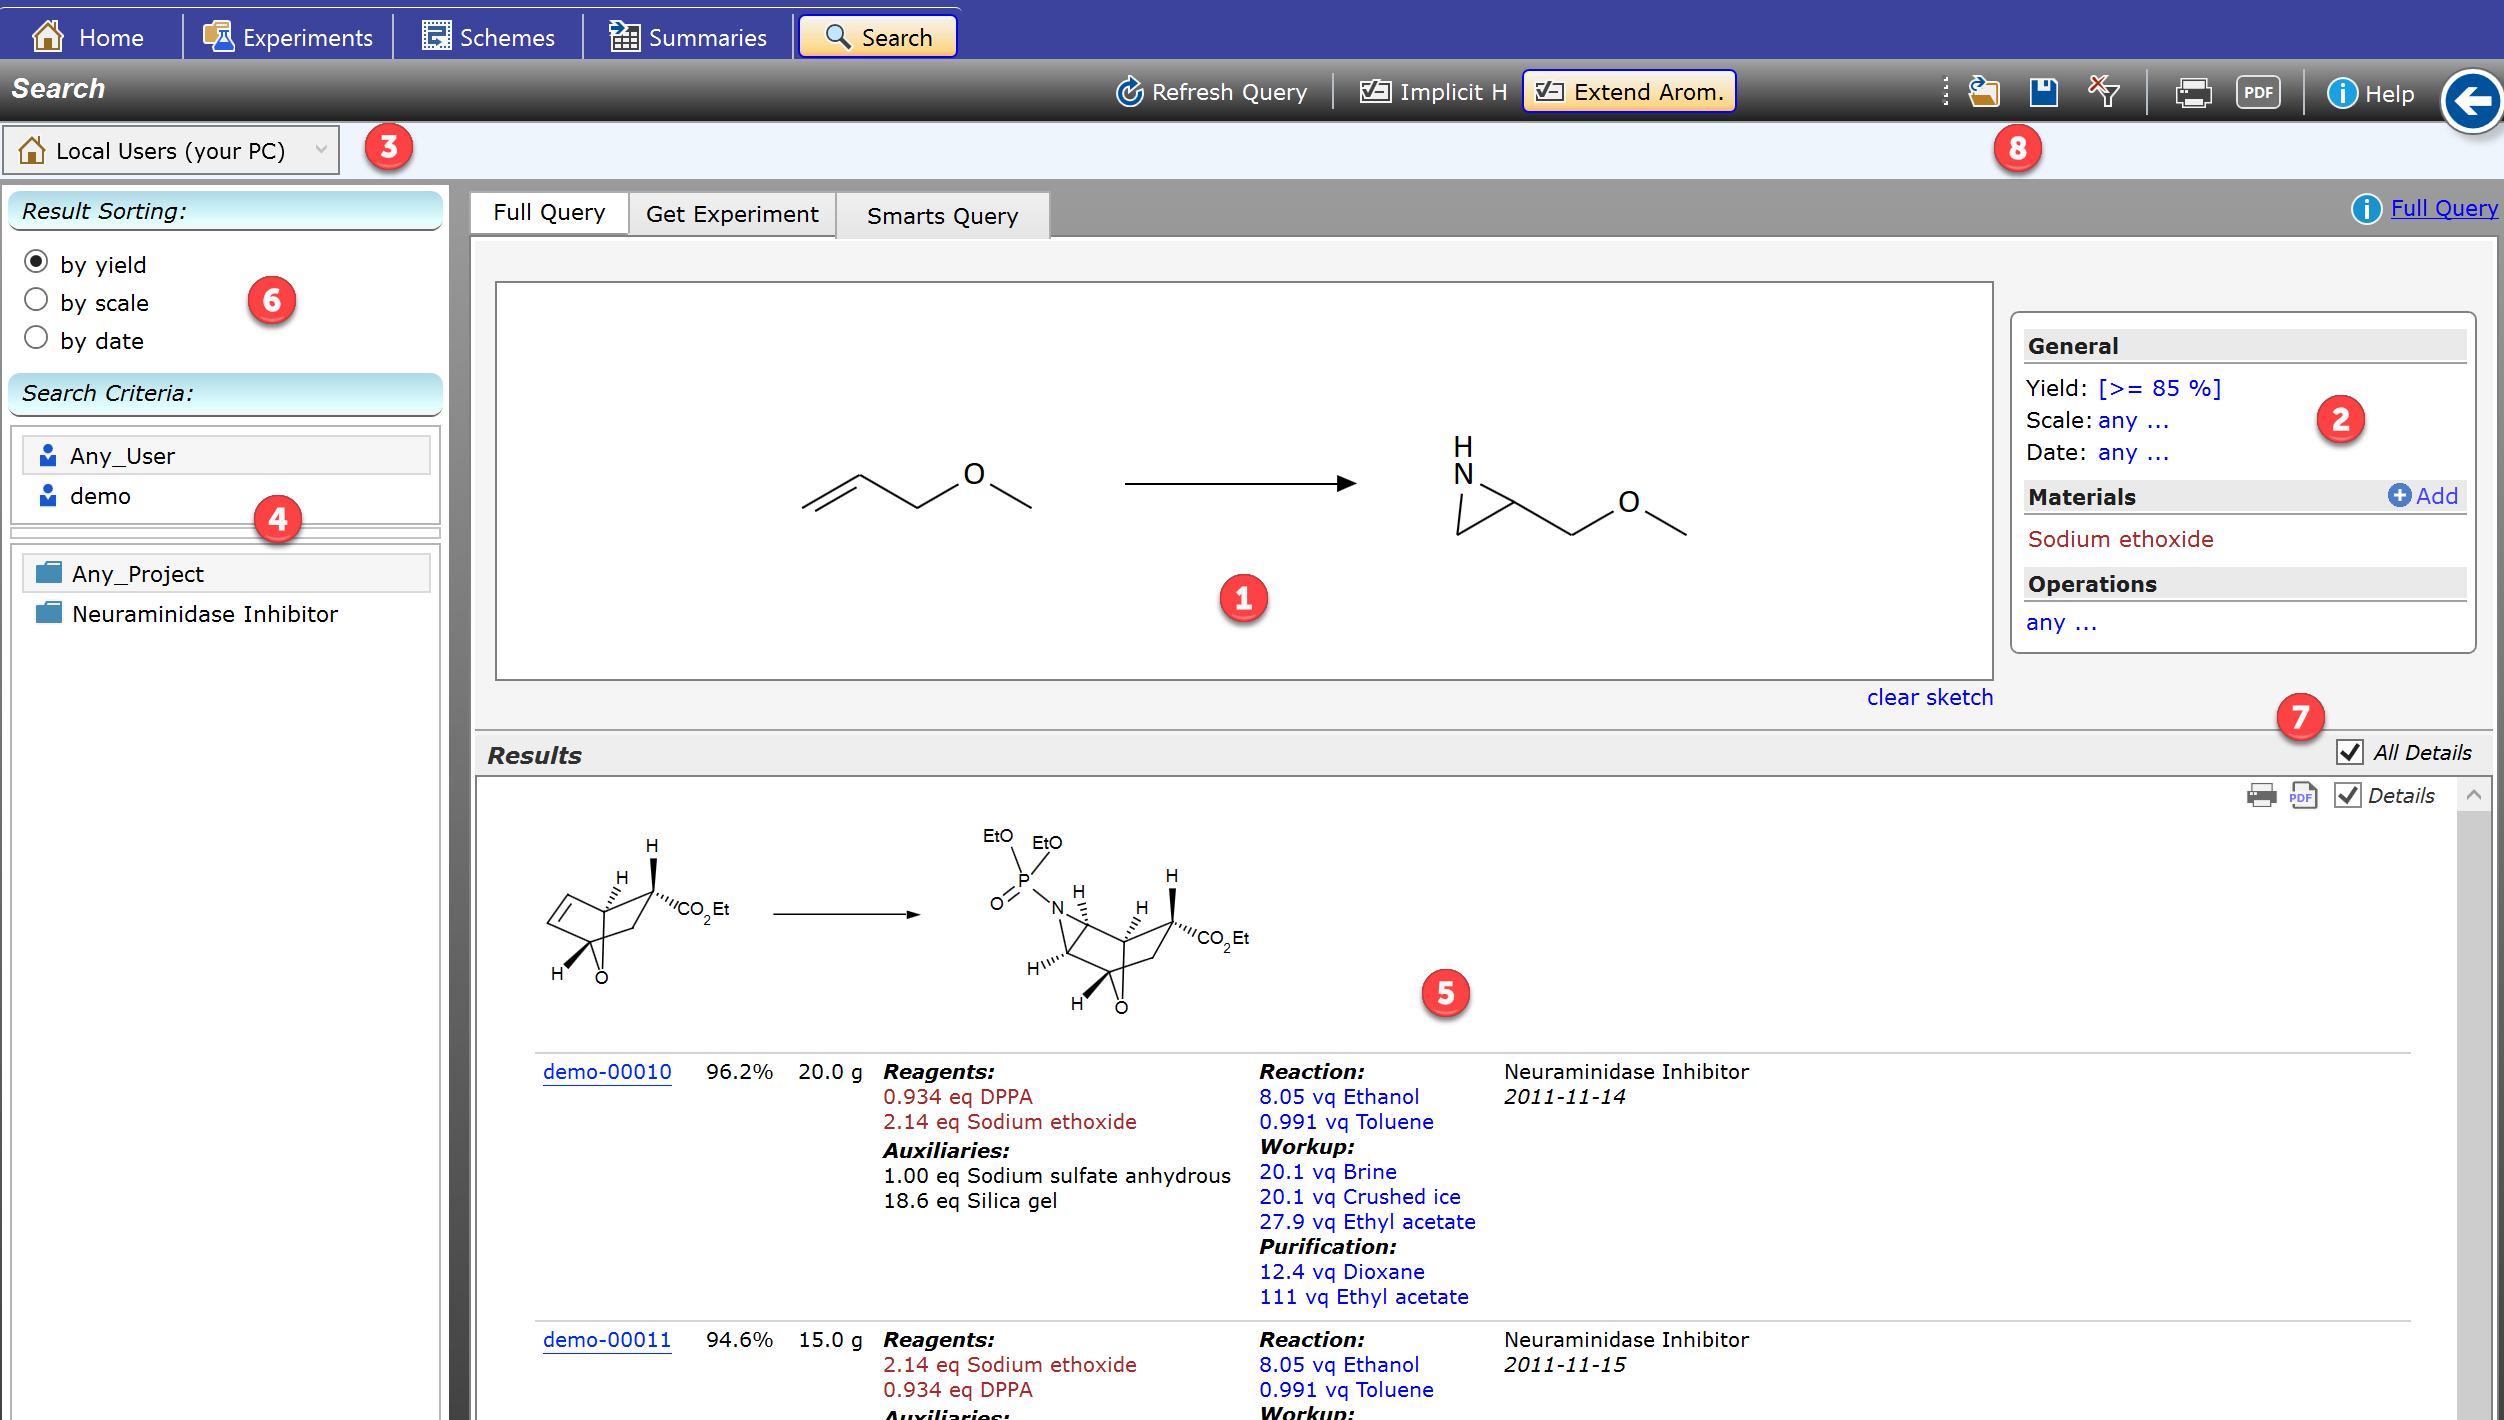 Home
Experiments
Schemes
Summaries
Search
Search
Refresh Query
Implicit H
Extend Arom.
PDF
Help
Local Users (your PC)
3
8
Result Sorting:
by yield
by scale
by date
6
Search Criteria:
Any_User
demo
4
Any_Project
Neuraminidase Inhibitor
Full Query
Get Experiment
Smarts Query
Full Query
O
H
N
O
1
clear sketch
General
Yield: [>= 85 %]
Scale: any ...
Date: any ...
2
Materials
Add
Sodium ethoxide
Operations
any ...
7
Results
All Details
PDF
Details
H
H
CO2Et
H
O
EtO
EtO
P
O
N
H
H
H
CO2Et
H
H
O
5
demo-00010
96.2%
20.0 g
Reagents:
0.934 eq DPPA
2.14 eq Sodium ethoxide
Auxiliaries:
1.00 eq Sodium sulfate anhydrous
18.6 eq Silica gel
Reaction:
8.05 vq Ethanol
0.991 vq Toluene
Workup:
20.1 vq Brine
20.1 vq Crushed ice
27.9 vq Ethyl acetate
Purification:
12.4 vq Dioxane
111 vq Ethyl acetate
Neuraminidase Inhibitor
2011-11-14
demo-00011
94.6%
15.0 g
Reagents:
2.14 eq Sodium ethoxide
0.934 eq DPPA
Auxiliaries:
Reaction:
8.05 vq Ethanol
0.991 vq Toluene
Workup:
Neuraminidase Inhibitor
2011-11-15